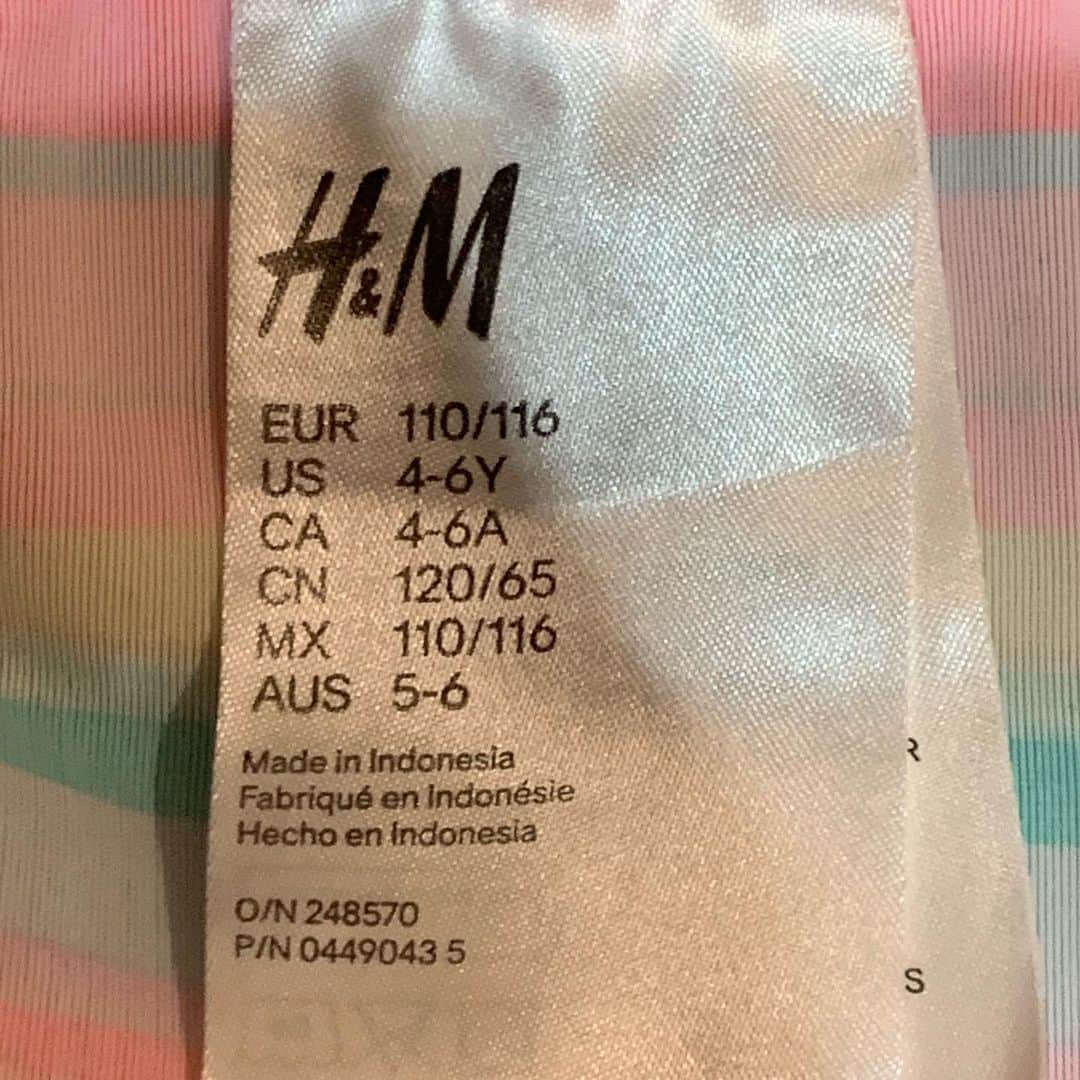 H&M
EUR 110/116
US 4-6Y
CA 4-6A
CN 120/65
MX 110/116
AUS 5-6
Made in Indonesia
Fabriqué en Indonésie
Hecho en Indonesia
O/N 248570
P/N 0449043 5
R
S